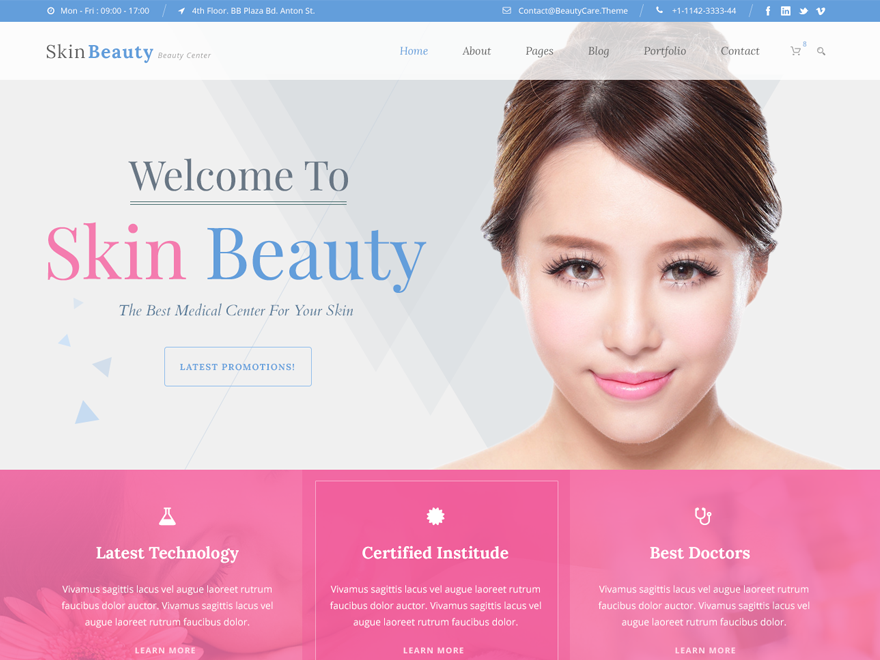 Mon - Fri : 09:00 - 17:00
4th Floor. BB Plaza Bd. Anton St.
Contact@BeautyCare.Theme
+1-1142-3333-44
SkinBeauty Beauty Center
Home
About
Pages
Blog
Portfolio
Contact
0
Welcome To
Skin Beauty
The Best Medical Center For Your Skin
LATEST PROMOTIONS!
Latest Technology
Vivamus sagittis lacus vel augue laoreet rutrum
faucibus dolor auctor. Vivamus sagittis lacus vel
augue laoreet rutrum faucibus dolor.
LEARN MORE
Certified Institude
Vivamus sagittis lacus vel augue laoreet rutrum
faucibus dolor auctor. Vivamus sagittis lacus vel
augue laoreet rutrum faucibus dolor.
LEARN MORE
Best Doctors
Vivamus sagittis lacus vel augue laoreet rutrum
faucibus dolor auctor. Vivamus sagittis lacus vel
augue laoreet rutrum faucibus dolor.
LEARN MORE